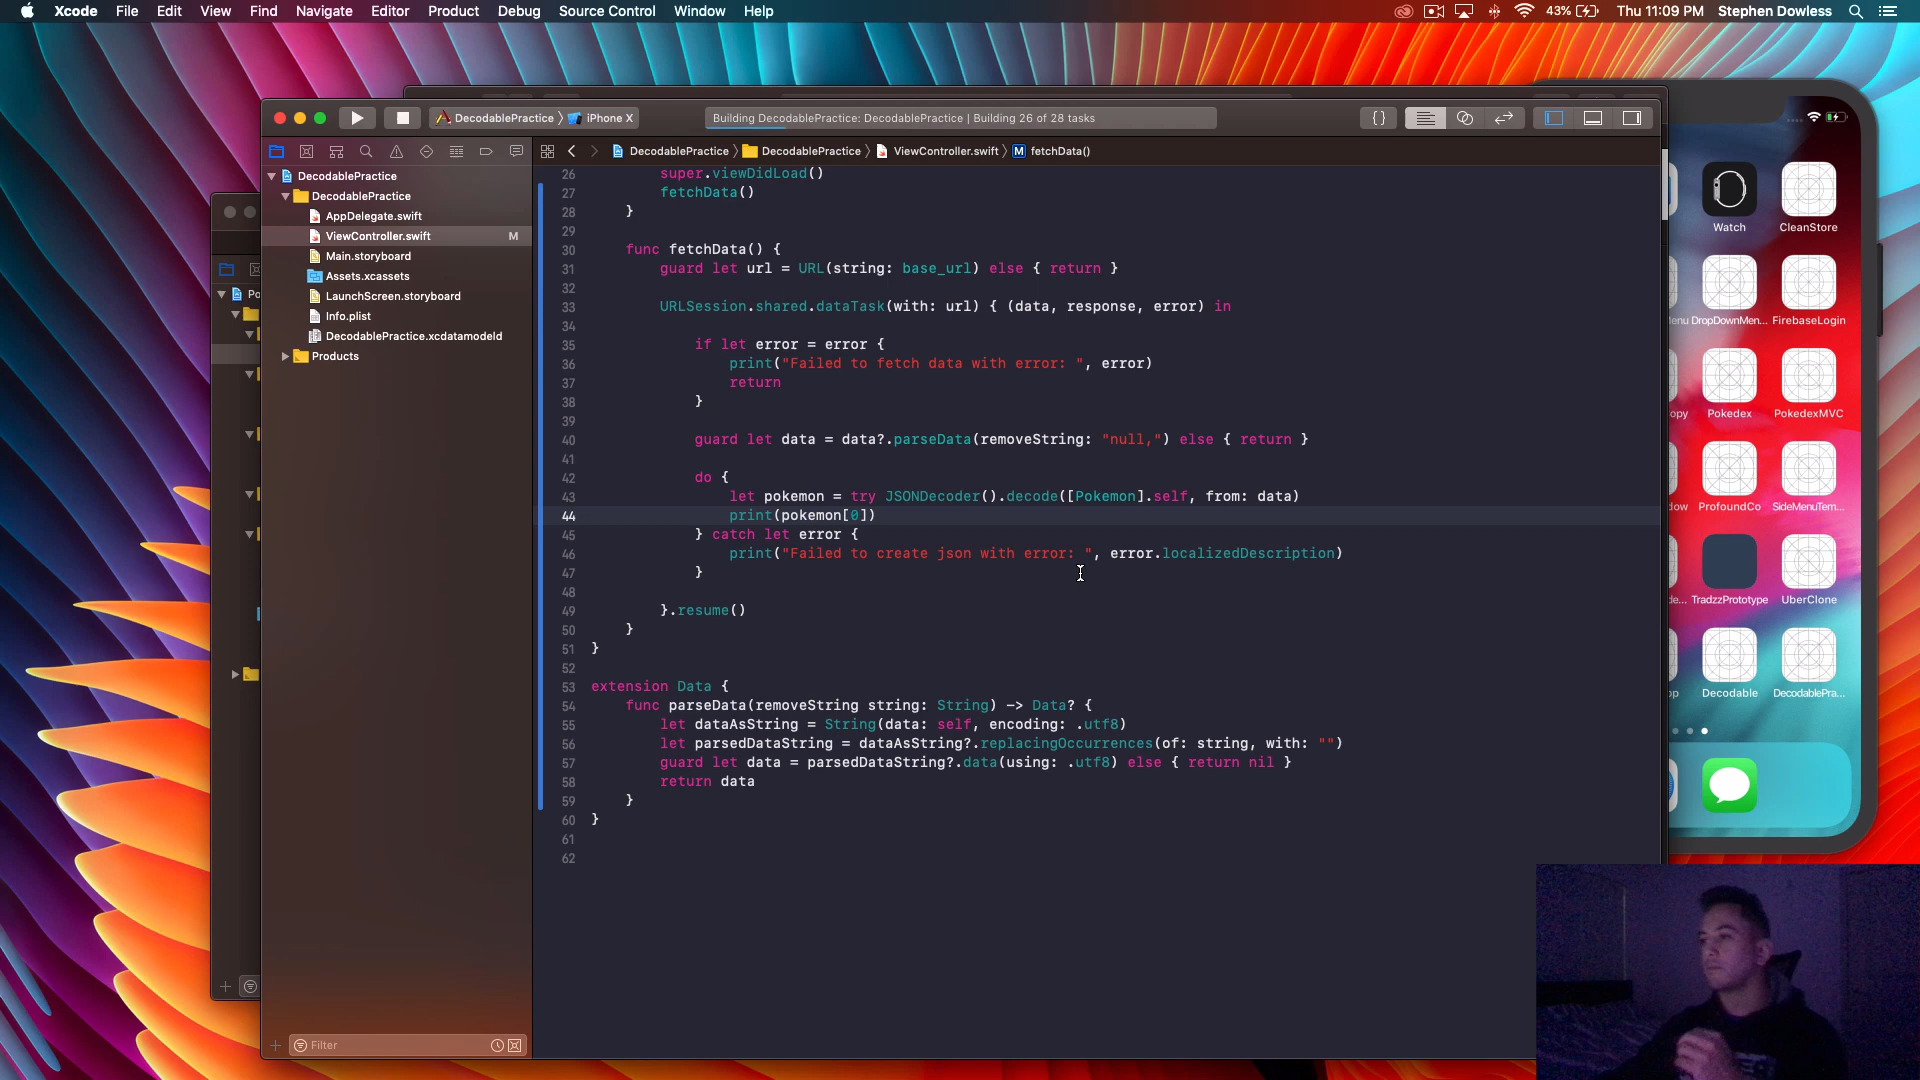 Xcode File Edit View Find Navigate Editor Product Debug Source Control Window Help
43% Thu 11:09 PM Stephen Dowless
DecodablePractice iPhone X
Building DecodablePractice: DecodablePractice | Building 26 of 28 tasks
DecodablePractice DecodablePractice ViewController.swift M fetchData()
DecodablePractice
DecodablePractice
AppDelegate.swift
ViewController.swift M
Main.storyboard
Assets.xcassets
LaunchScreen.storyboard
Info.plist
DecodablePractice.xcdatamodeld
Products
Po
Filter
26 super.viewDidLoad()
27 fetchData()
28 }
29
30 func fetchData() {
31 guard let url = URL(string: base_url) else { return }
32
33 URLSession.shared.dataTask(with: url) { (data, response, error) in
34
35 if let error = error {
36 print("Failed to fetch data with error: ", error)
37 return
38 }
39
40 guard let data = data?.parseData(removeString: "null,") else { return }
41
42 do {
43 let pokemon = try JSONDecoder().decode([Pokemon].self, from: data)
44 print(pokemon[0])
45 } catch let error {
46 print("Failed to create json with error: ", error.localizedDescription)
47 }
48
49 }.resume()
50 }
51 }
52
53 extension Data {
54 func parseData(removeString string: String) -> Data? {
55 let dataAsString = String(data: self, encoding: .utf8)
56 let parsedDataString = dataAsString?.replacingOccurrences(of: string, with: "")
57 guard let data = parsedDataString?.data(using: .utf8) else { return nil }
58 return data
59 }
60 }
61
62
Watch CleanStore
lenu DropDownMen... FirebaseLogin
opy Pokedex PokedexMVC
dow ProfoundCo SideMenuTem...
de... TradzzPrototype UberClone
pp Decodable DecodablePra...